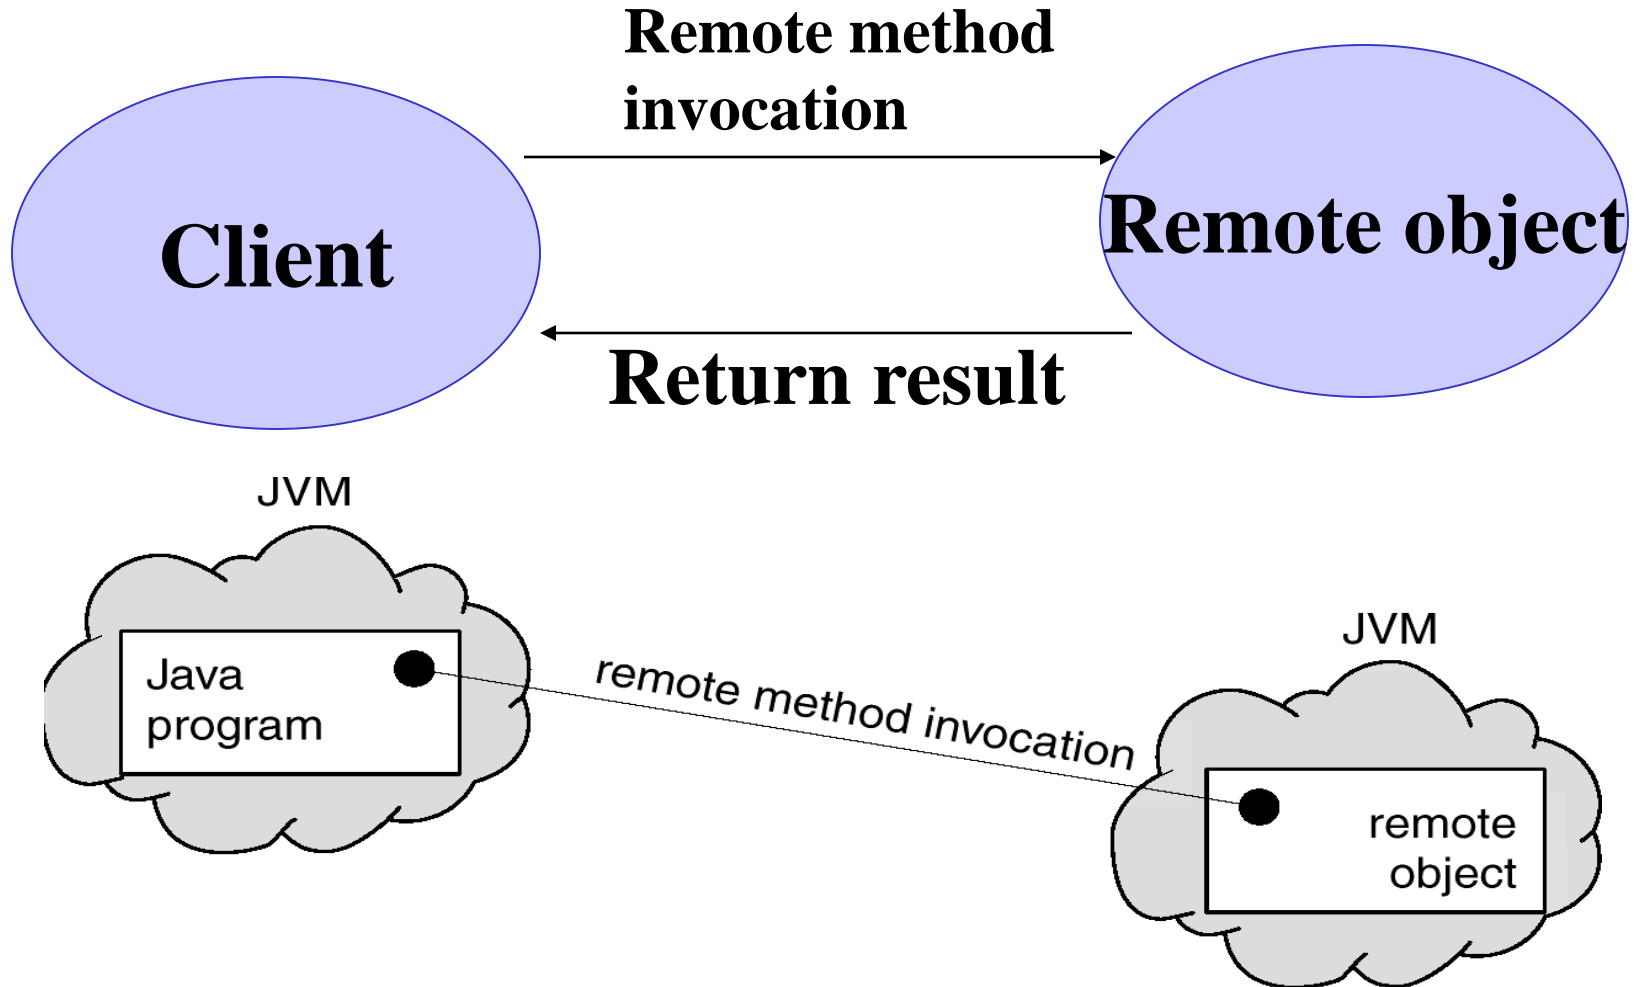 Remote method
invocation
Client
Remote object
Return result
JVM
Java
program
remote method invocation
JVM
remote
object